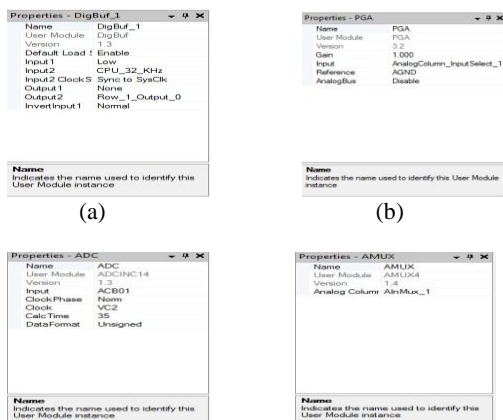 Properties - DigBuf_1
Name DigBuf_1
User Module DigBuf
Version 1.3
Default Load S Enable
Input1 Low
Input2 CPU_32_KHz
Input2 ClockS Sync to SysClk
Output1 None
Output2 Row_1_Output_0
InvertInput1 Normal
Name
Indicates the name used to identify this
User Module instance
(a)
Properties - PGA
Name PGA
User Module PGA
Version 3.2
Gain 1.000
Input AnalogColumn_InputSelect_1
Reference AGND
AnalogBus Disable
Name
Indicates the name used to identify this User Module
instance
(b)
Properties - ADC
Name ADC
User Module ADCINC14
Version 1.3
Input ACB01
ClockPhase Norm
Clock VC2
CalcTime 35
DataFormat Unsigned
Name
Indicates the name used to identify this
User Module instance
Properties - AMUX
Name AMUX
User Module AMUX4
Version 1.4
Analog Column AInMux_1
Name
Indicates the name used to identify this
User Module instance